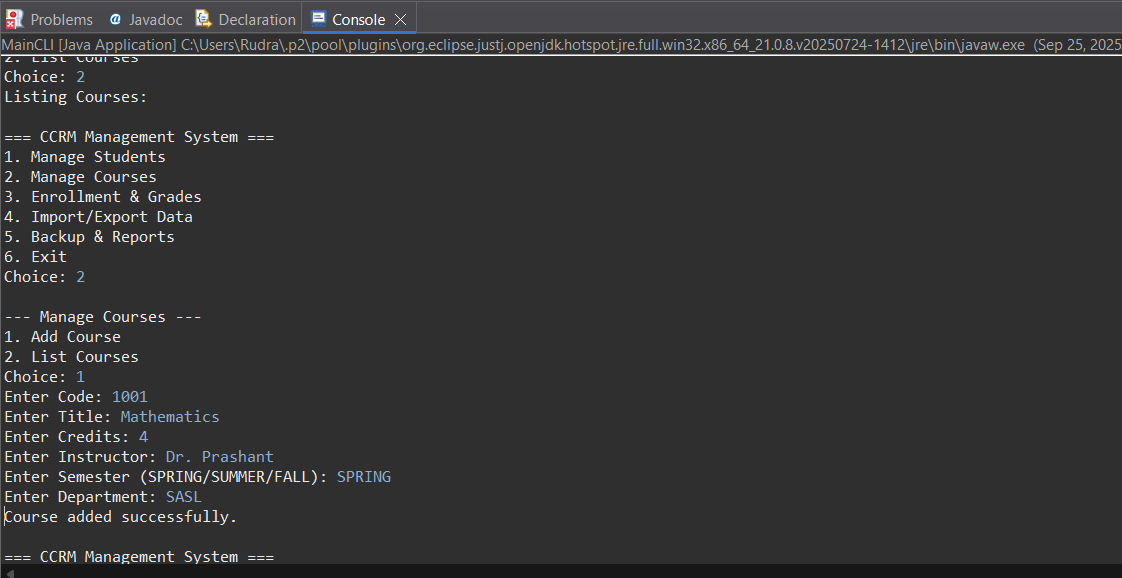 Problems @ Javadoc Declaration Console
MainCLI [Java Application] C:\Users\Rudra\.p2\pool\plugins\org.eclipse.justj.openjdk.hotspot.jre.full.win32.x86_64_21.0.8.v20250724-1412\jre\bin\javaw.exe (Sep 25, 2025
2. List Courses
Choice: 2
Listing Courses:
=== CCRM Management System ===
1. Manage Students
2. Manage Courses
3. Enrollment & Grades
4. Import/Export Data
5. Backup & Reports
6. Exit
Choice: 2
--- Manage Courses ---
1. Add Course
2. List Courses
Choice: 1
Enter Code: 1001
Enter Title: Mathematics
Enter Credits: 4
Enter Instructor: Dr. Prashant
Enter Semester (SPRING/SUMMER/FALL): SPRING
Enter Department: SASL
Course added successfully.
=== CCRM Management System ===